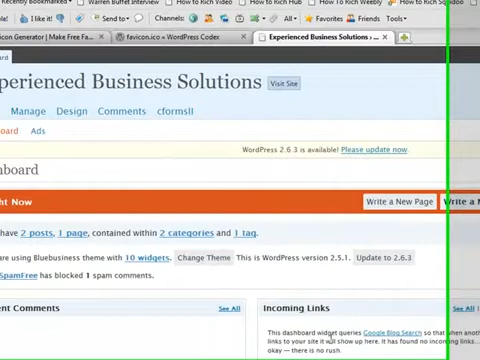 Recently Bookmarked Warren Buffet Interview How to Rich Video How to Rich Hub How To Rich Weebly How to Rich Squidoo
I like it! Send to Channels: All Favorites Friends Tools
con Generator | Make Free Fa... favicon.ico « WordPress Codex Experienced Business Solutions › ...
ard
perienced Business Solutions Visit Site
Manage Design Comments cformsII
oard Ads
WordPress 2.6.3 is available! Please update now.
board
ht Now Write a New Page Write a N
have 2 posts, 1 page, contained within 2 categories and 1 tag.
are using Bluebusiness theme with 10 widgets. Change Theme This is WordPress version 2.5.1. Update to 2.6.3
SpamFree has blocked 1 spam comments.
ent Comments See All Incoming Links See All
This dashboard widget queries Google Blog Search so that when anoth
links to your site it will show up here. It has found no incoming links...
okay — there is no rush.